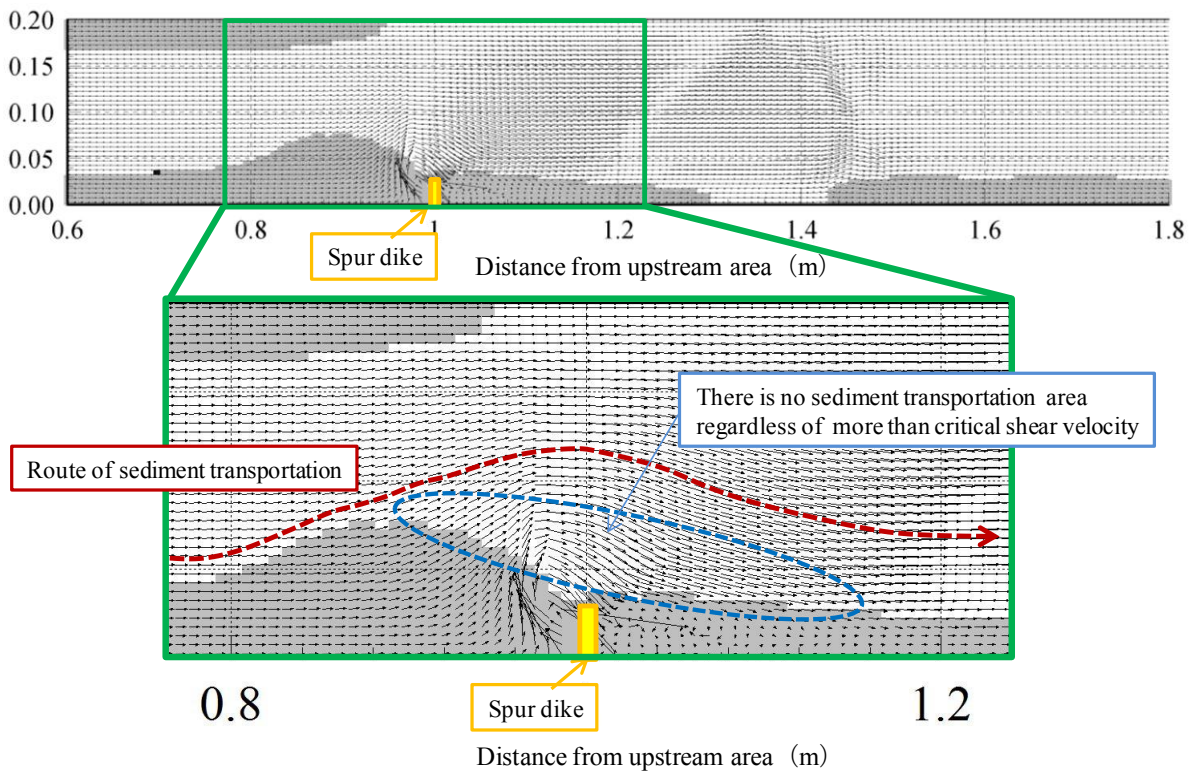 0.20
0.15
0.10
0.05
0.00
0.6
0.8
1
1.2
1.4
1.6
1.8
Spur dike
Distance from upstream area (m)
There is no sediment transportation area
regardless of more than critical shear velocity
Route of sediment transportation
0.8
Spur dike
1.2
Distance from upstream area (m)